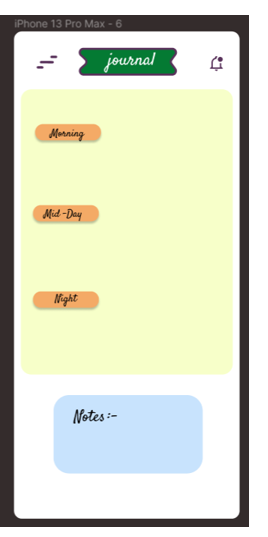 iPhone 13 Pro Max - 6
journal
Morning
Mid-Day
Night
Notes:-